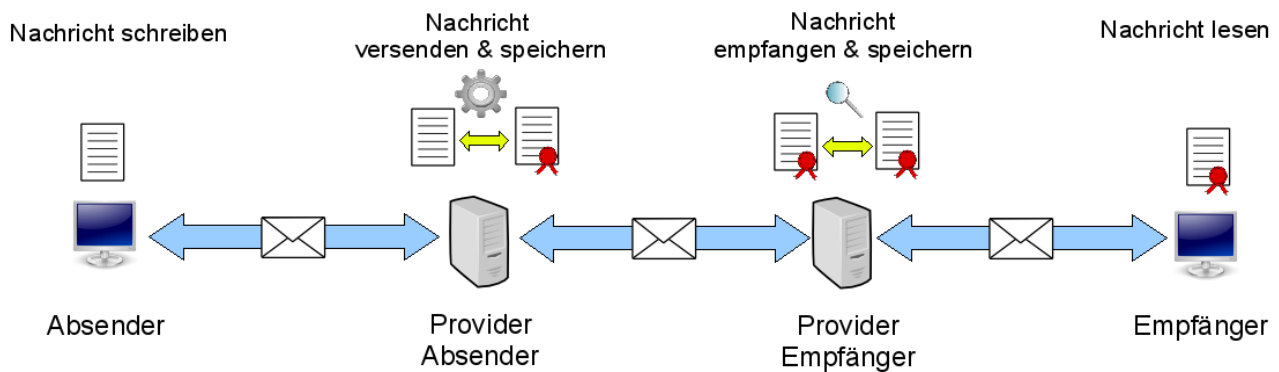 Nachricht schreiben
Nachricht
versenden & speichern
Nachricht
empfangen & speichern
Nachricht lesen
Absender
Provider
Absender
Provider
Empfänger
Empfänger